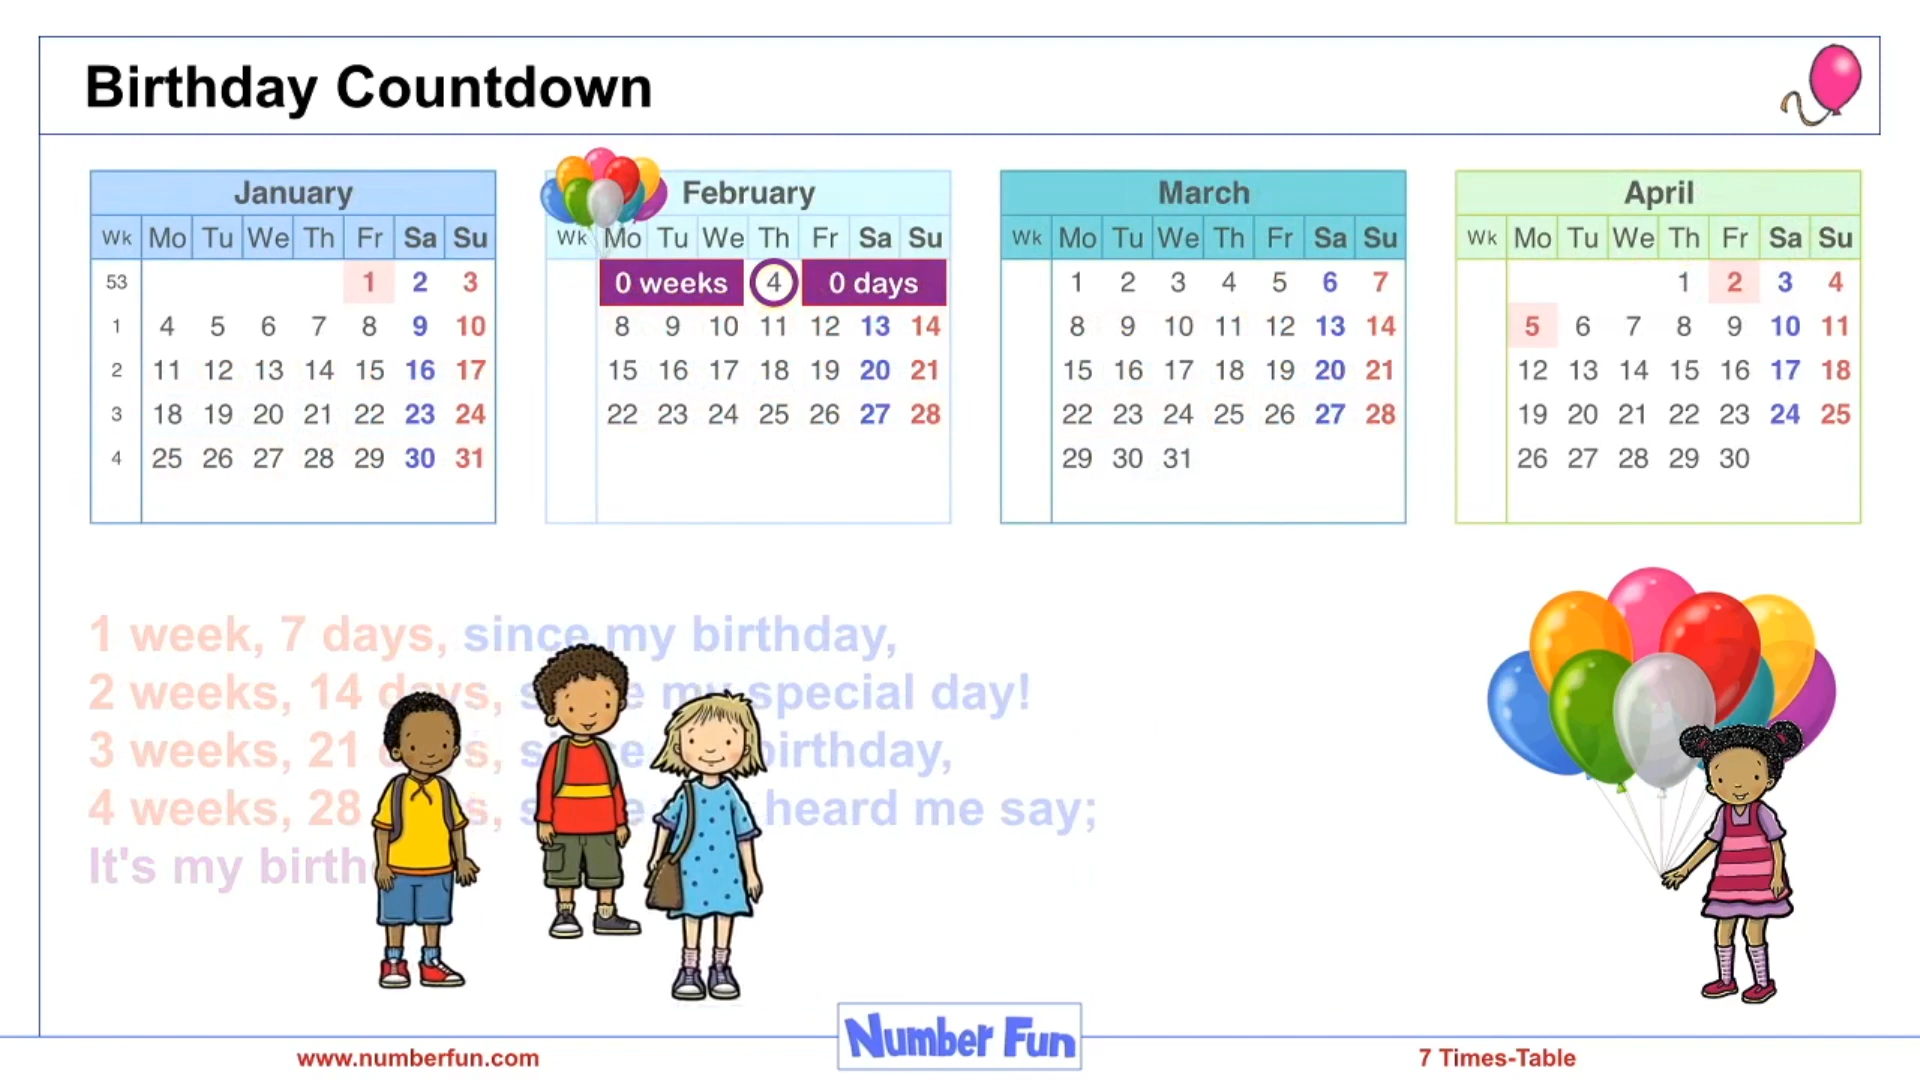 Birthday Countdown
January
Wk Mo Tu We Th Fr Sa Su
53 1 2 3
1 4 5 6 7 8 9 10
2 11 12 13 14 15 16 17
3 18 19 20 21 22 23 24
4 25 26 27 28 29 30 31
February
Wk Mo Tu We Th Fr Sa Su
0 weeks 4 0 days
8 9 10 11 12 13 14
15 16 17 18 19 20 21
22 23 24 25 26 27 28
March
Wk Mo Tu We Th Fr Sa Su
1 2 3 4 5 6 7
8 9 10 11 12 13 14
15 16 17 18 19 20 21
22 23 24 25 26 27 28
29 30 31
April
Wk Mo Tu We Th Fr Sa Su
1 2 3 4
5 6 7 8 9 10 11
12 13 14 15 16 17 18
19 20 21 22 23 24 25
26 27 28 29 30
1 week, 7 days, since my birthday,
2 weeks, 14 days, since my special day!
3 weeks, 21 birthday,
4 weeks, 28 heard me say;
It's my
www.numberfun.com
Number Fun
7 Times-Table